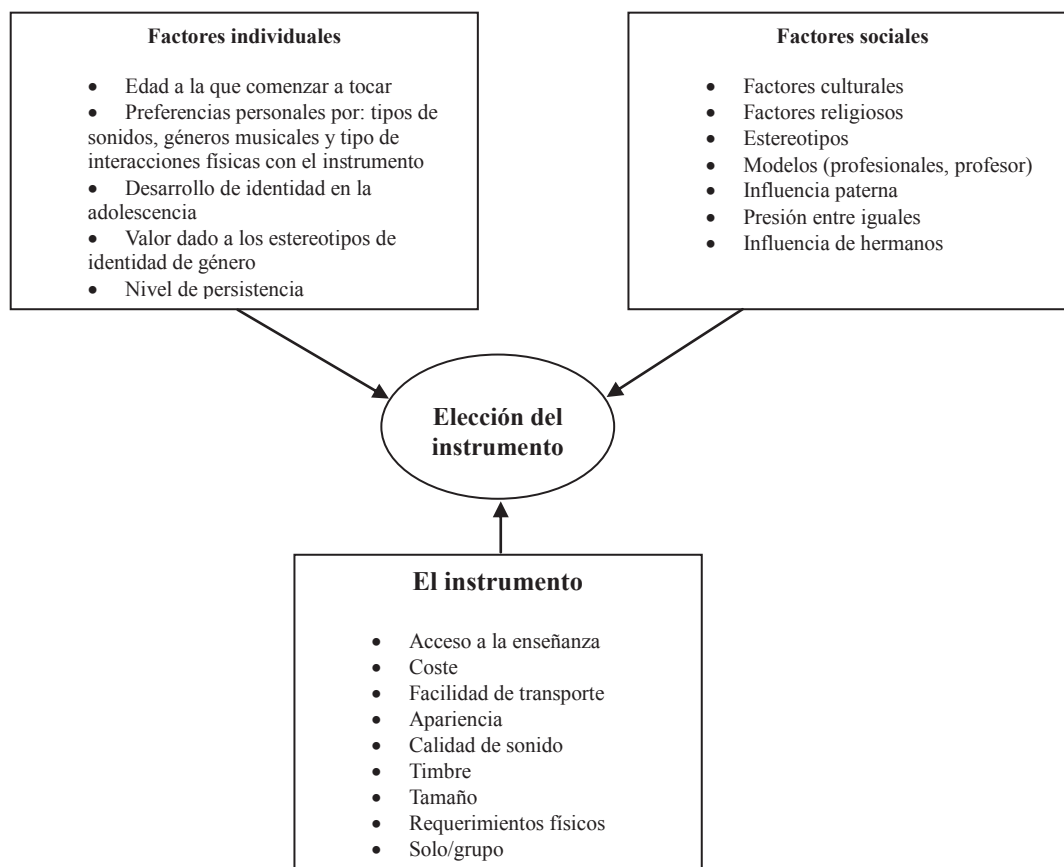 Factores individuales
• Edad a la que comenzar a tocar
• Preferencias personales por: tipos de
sonidos, géneros musicales y tipo de
interacciones físicas con el instrumento
• Desarrollo de identidad en la
adolescencia
• Valor dado a los estereotipos de
identidad de género
• Nivel de persistencia
Factores sociales
• Factores culturales
• Factores religiosos
• Estereotipos
• Modelos (profesionales, profesor)
• Influencia paterna
• Presión entre iguales
• Influencia de hermanos
Elección del
instrumento
El instrumento
• Acceso a la enseñanza
• Coste
• Facilidad de transporte
• Apariencia
• Calidad de sonido
• Timbre
• Tamaño
• Requerimientos físicos
• Solo/grupo